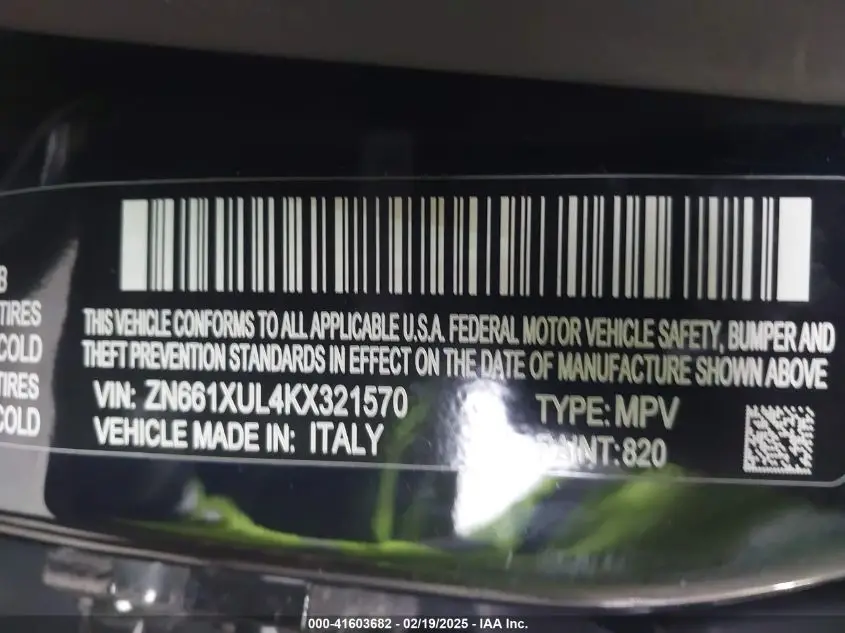 B
TIRES
COLD
TIRES
COLD
THIS VEHICLE CONFORMS TO ALL APPLICABLE U.S.A. FEDERAL MOTOR VEHICLE SAFETY, BUMPER AND
THEFT PREVENTION STANDARDS IN EFFECT ON THE DATE OF MANUFACTURE SHOWN ABOVE
VIN: ZN661XUL4KX321570 TYPE: MPV
VEHICLE MADE IN: ITALY PAINT: 820
000-41603682 / 02/19/2025 - IAA Inc.